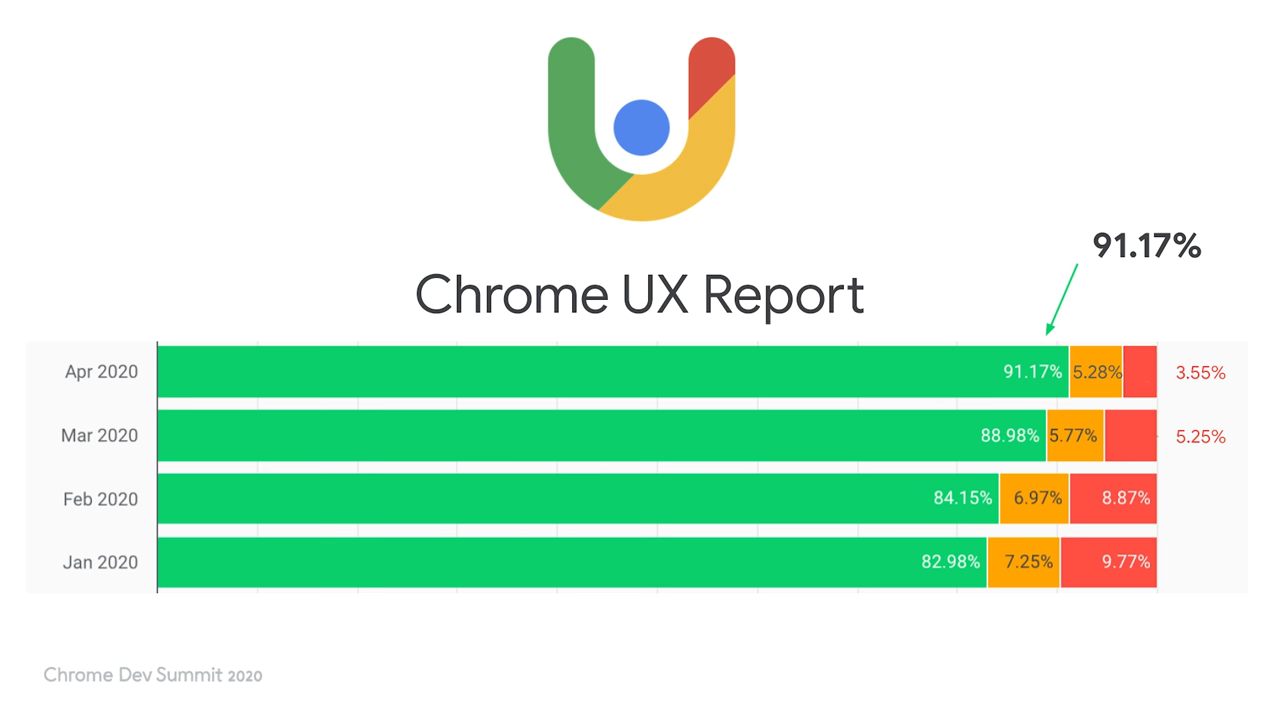 91.17%
Chrome UX Report
Apr 2020 91.17% 5.28% 3.55%
Mar 2020 88.98% 5.77% 5.25%
Feb 2020 84.15% 6.97% 8.87%
Jan 2020 82.98% 7.25% 9.77%
Chrome Dev Summit 2020